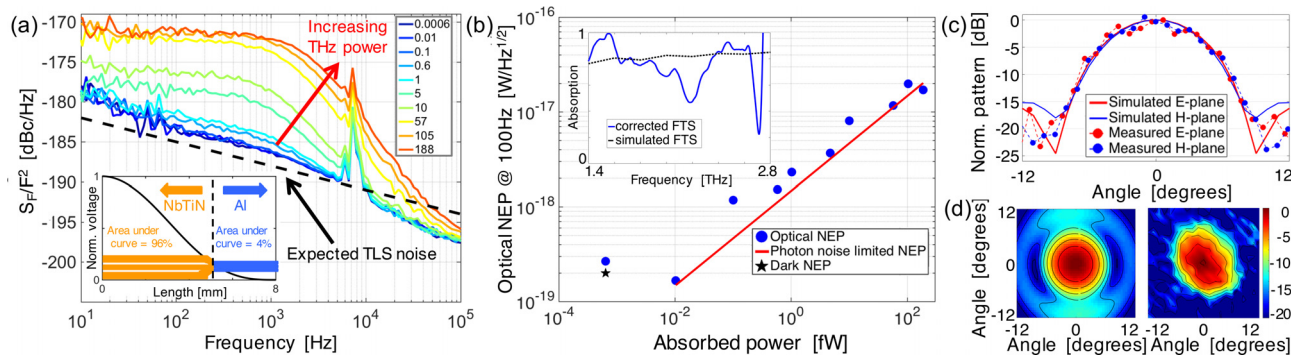 (a)
S_F/F² [dBc/Hz]
-170
-175
-180
-185
-190
-195
-200
Increasing
THz power
0.0006
0.01
0.1
0.6
1
5
10
57
105
188
Norm. voltage
1
0
NbTiN
Al
Area under
curve = 96%
Area under
curve = 4%
0
8
Length [mm]
Expected TLS noise
10¹
10²
10³
10⁴
10⁵
Frequency [Hz]
(b)
Optical NEP @ 100Hz [W/Hz^1/2]
10⁻¹⁶
10⁻¹⁷
10⁻¹⁸
10⁻¹⁹
Absorption
1
0
corrected FTS
simulated FTS
1.4
2.8
Frequency [THz]
Optical NEP
Photon noise limited NEP
Dark NEP
10⁻⁴
10⁻²
10⁰
10²
Absorbed power [fW]
(c)
Norm. pattern [dB]
0
-5
-10
-15
-20
-25
Simulated E-plane
Simulated H-plane
Measured E-plane
Measured H-plane
-12
0
12
Angle [degrees]
(d)
Angle [degrees]
12
0
-12
-12
0
12
Angle [degrees]
-12
0
12
Angle [degrees]
0
-5
-10
-15
-20